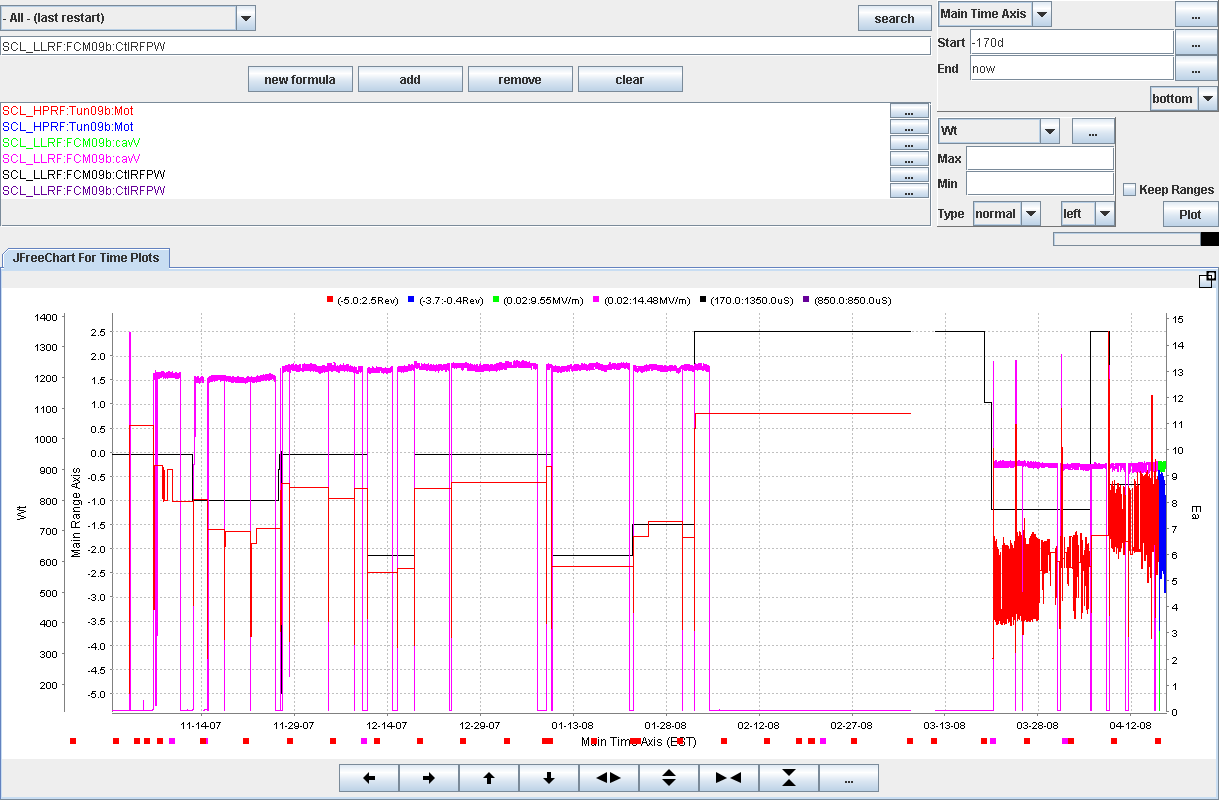 - All - (last restart)
search
SCL_LLRF:FCM09b:CtlRFPW
new formula add remove clear
SCL_HPRF:Tun09b:Mot ...
SCL_HPRF:Tun09b:Mot ...
SCL_LLRF:FCM09b:cavV ...
SCL_LLRF:FCM09b:cavV ...
SCL_LLRF:FCM09b:CtlRFPW ...
SCL_LLRF:FCM09b:CtlRFPW ...
Main Time Axis ...
Start -170d ...
End now ...
bottom
Wt ...
Max
Min
Keep Ranges
Type normal left Plot
JFreeChart For Time Plots
(-5.0:2.5Rev) (-3.7:-0.4Rev) (0.02:9.55MV/m) (0.02:14.48MV/m) (170.0:1350.0uS) (850.0:850.0uS)
1400
1300
1200
1100
1000
900
800
700
600
500
400
300
200
Wt
2.5
2.0
1.5
1.0
0.5
0.0
-0.5
-1.0
-1.5
-2.0
-2.5
-3.0
-3.5
-4.0
-4.5
-5.0
Main Range Axis
15
14
13
12
11
10
9
8
7
6
5
4
3
2
1
0
Ea
11-14-07 11-29-07 12-14-07 12-29-07 01-13-08 01-28-08 02-12-08 02-27-08 03-13-08 03-28-08 04-12-08
Main Time Axis (EST)
...